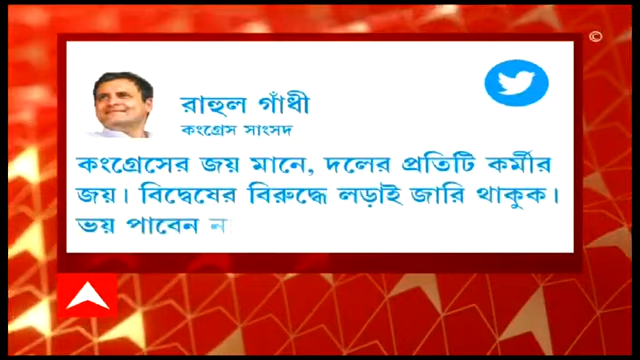 ©
রাহুল গাঁধী
কংগ্রেস সাংসদ
কংগ্রেসের জয় মানে, দলের প্রতিটি কর্মীর
জয়। বিদ্বেষের বিরুদ্ধে লড়াই জারি থাকুক।
ভয় পাবেন ন